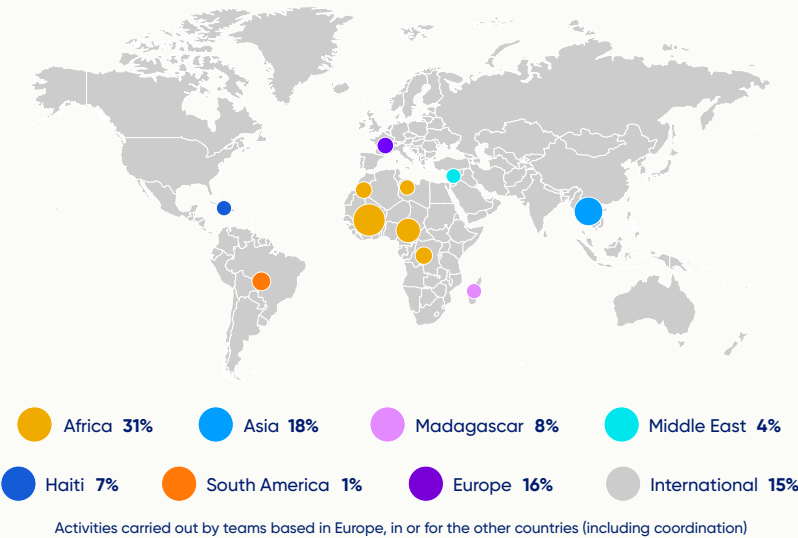 Africa 31% Asia 18% Madagascar 8% Middle East 4%
Haiti 7% South America 1% Europe 16% International 15%
Activities carried out by teams based in Europe, in or for the other countries (including coordination)